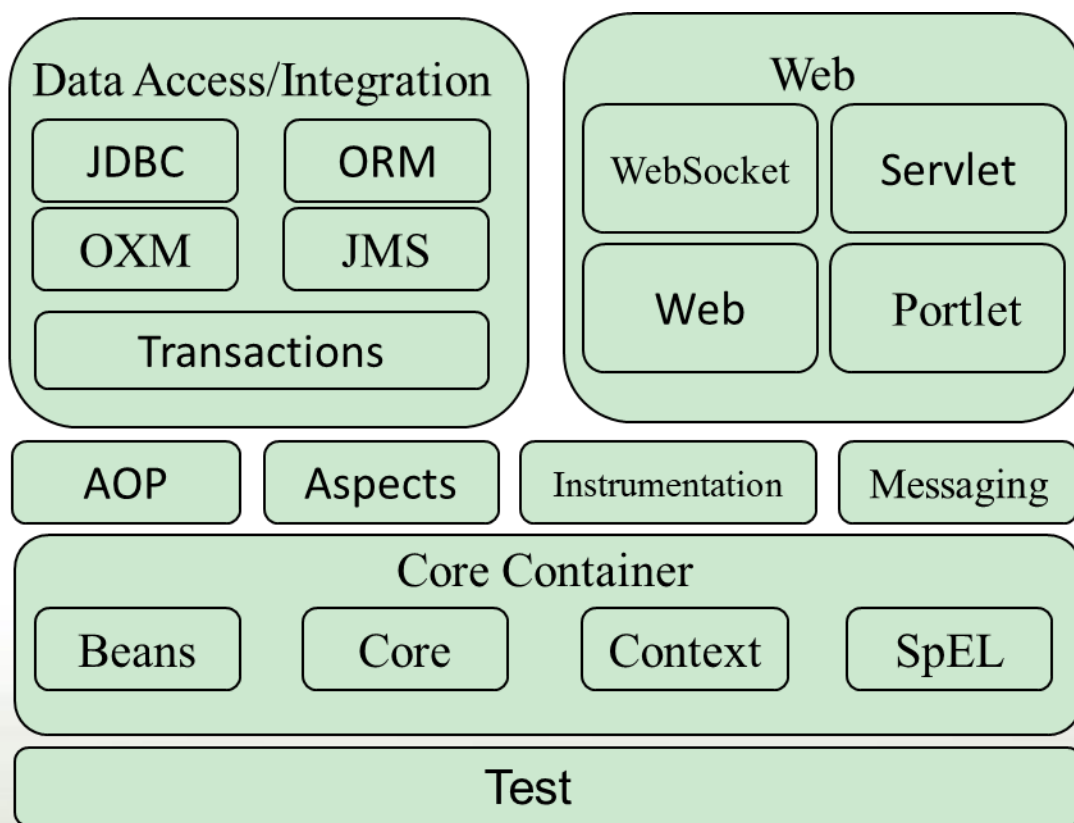 Data Access/Integration
JDBC
ORM
OXM
JMS
Transactions
Web
WebSocket
Servlet
Web
Portlet
AOP
Aspects
Instrumentation
Messaging
Core Container
Beans
Core
Context
SpEL
Test